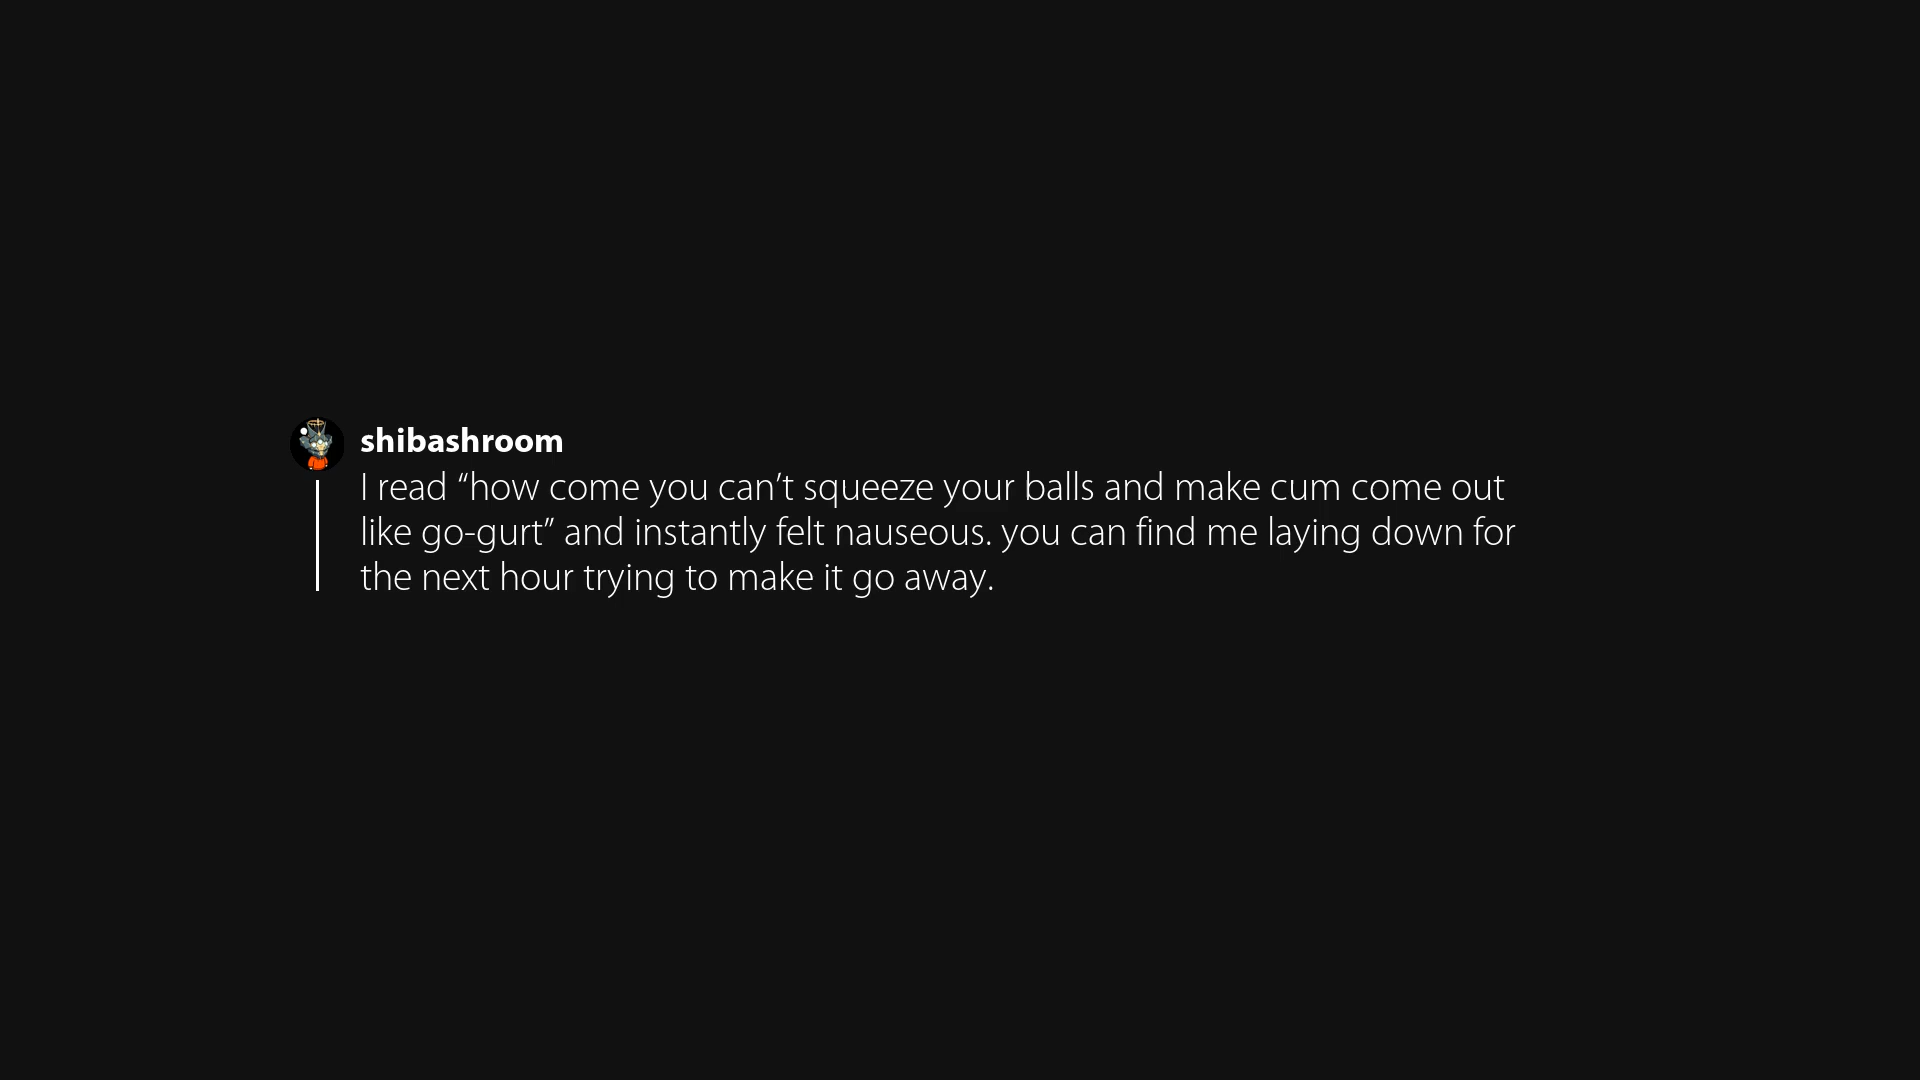 shibashroom
I read “how come you can’t squeeze your balls and make cum come out
like go-gurt” and instantly felt nauseous. you can find me laying down for
the next hour trying to make it go away.